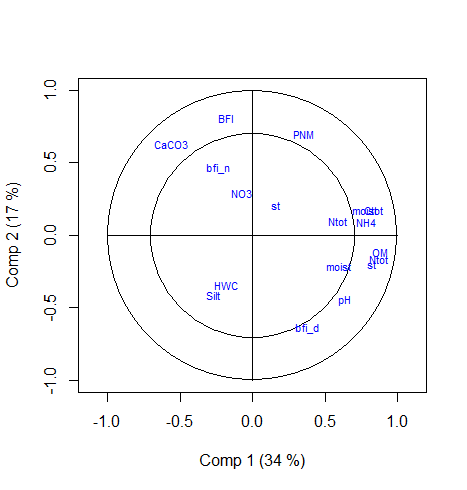 1.0
BFI
PNM
CaCO3
0.5
bfi_n
NO3
st
moist
Ctot
Ntot
NH4
0.0
OM
Ntot
moist
st
HWC
Silt
pH
-0.5
bfi_d
-1.0
-1.0 -0.5 0.0 0.5 1.0
Comp 1 (34 %)
Comp 2 (17 %)